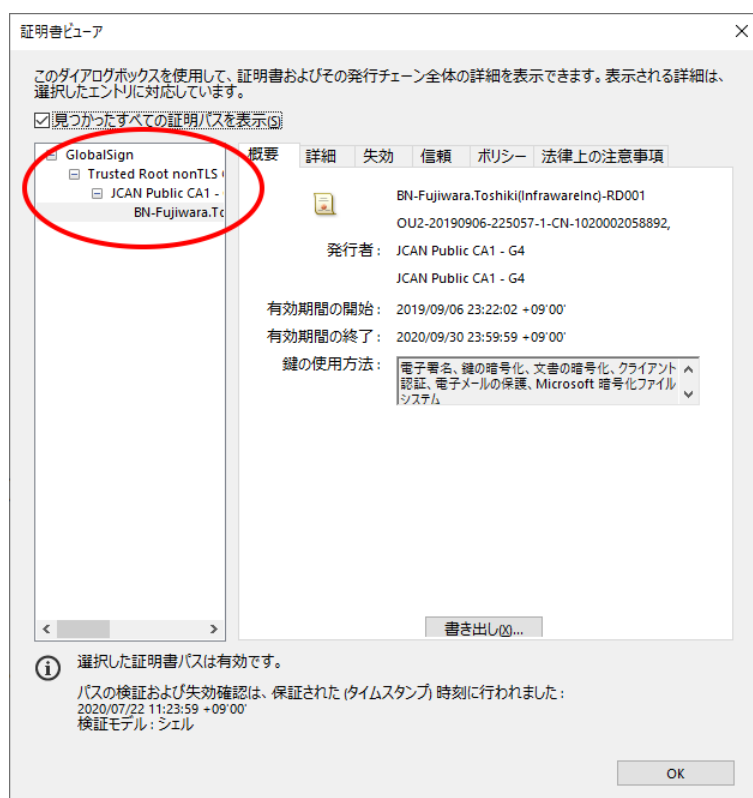 証明書ビューア
このダイアログボックスを使用して、証明書およびその発行チェーン全体の詳細を表示できます。表示される詳細は、
選択したエントリに対応しています。
見つかったすべての証明パスを表示(S)
GlobalSign
Trusted Root nonTLS
JCAN Public CA1 -
BN-Fujiwara.To
概要 詳細 失効 信頼 ポリシー 法律上の注意事項
BN-Fujiwara.Toshiki(InfrawareInc)-RD001
OU2-20190906-225057-1-CN-1020002058892,
発行者: JCAN Public CA1 - G4
JCAN Public CA1 - G4
有効期間の開始: 2019/09/06 23:22:02 +09'00'
有効期間の終了: 2020/09/30 23:59:59 +09'00'
鍵の使用方法: 電子署名、鍵の暗号化、文書の暗号化、クライアント
認証、電子メールの保護、Microsoft 暗号化ファイル
システム
書き出し(X)...
選択した証明書パスは有効です。
パスの検証および失効確認は、保証された (タイムスタンプ) 時刻に行われました:
2020/07/22 11:23:59 +09'00'
検証モデル : シェル
OK